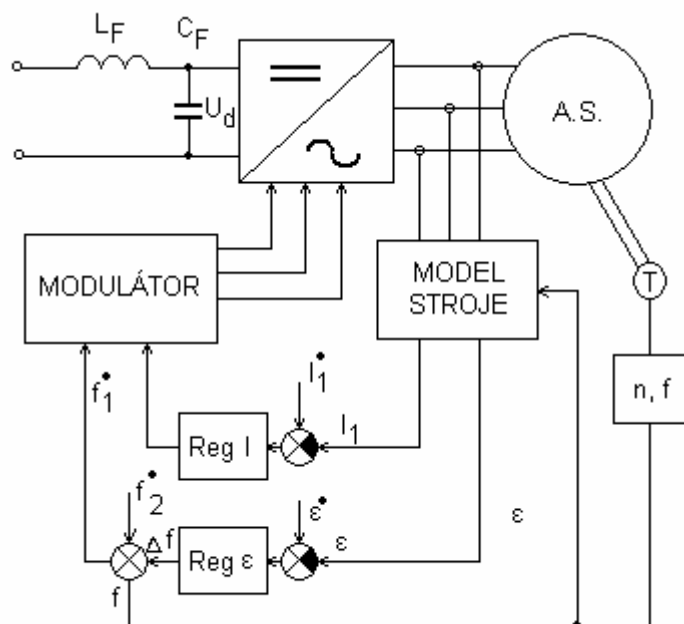 L_F
C_F
U_d
A.S.
MODULÁTOR
MODEL
STROJE
T
n, f
f₁•
I₁•
I₁
Reg I
f₂•
ε•
ε
Δf
Reg ε
ε
f